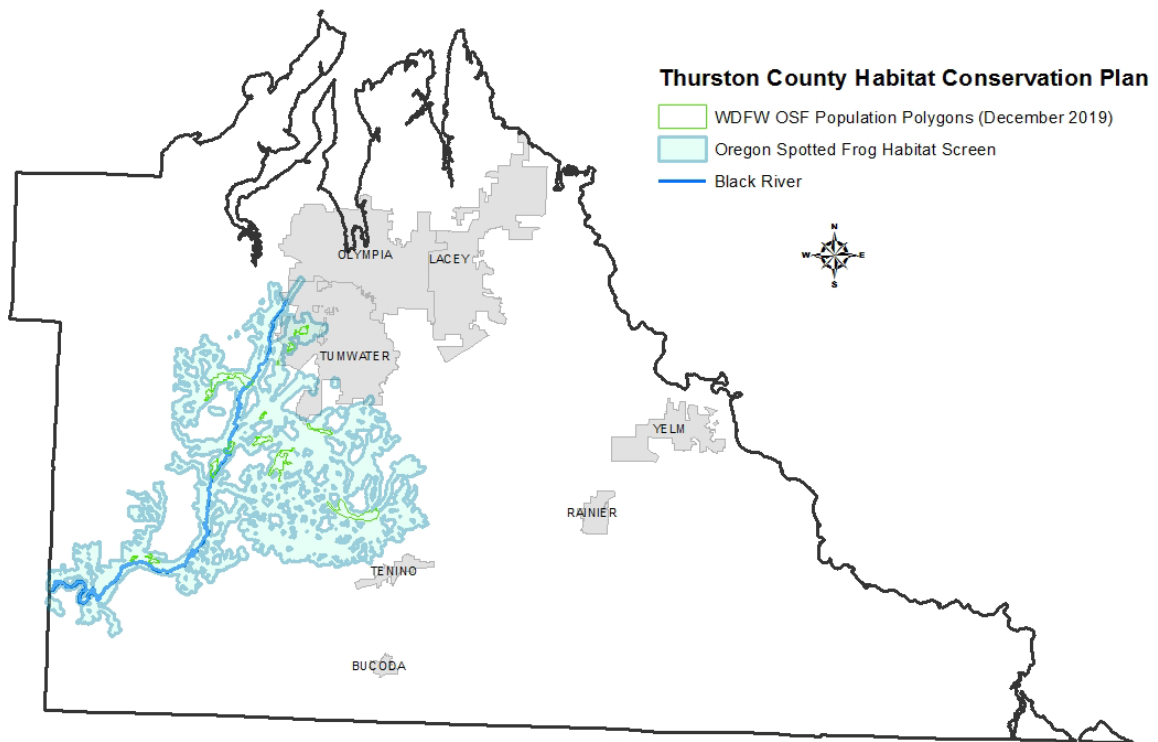 Thurston County Habitat Conservation Plan
WDFW OSF Population Polygons (December 2019)
Oregon Spotted Frog Habitat Screen
Black River
N
W E
S
OLYMPIA
LACEY
TUMWATER
YELM
RAINIER
TENINO
BUCODA